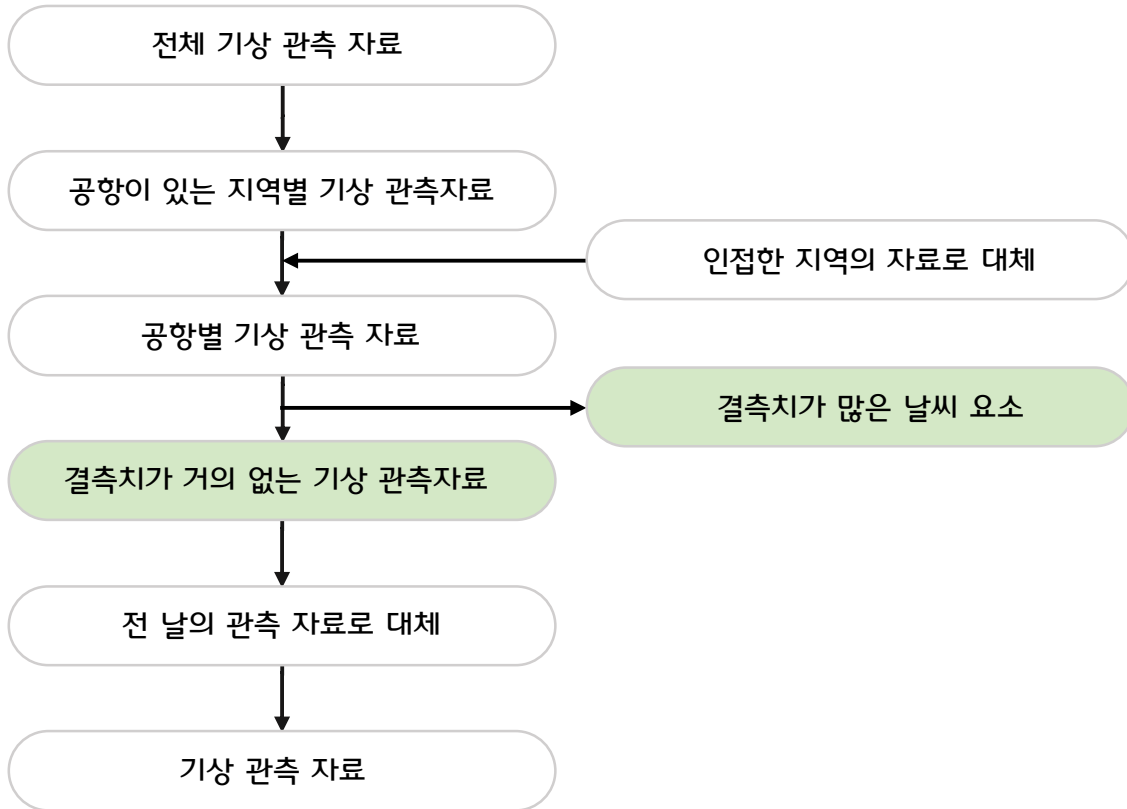 전체 기상 관측 자료
공항이 있는 지역별 기상 관측자료
인접한 지역의 자료로 대체
공항별 기상 관측 자료
결측치가 많은 날씨 요소
결측치가 거의 없는 기상 관측자료
전 날의 관측 자료로 대체
기상 관측 자료